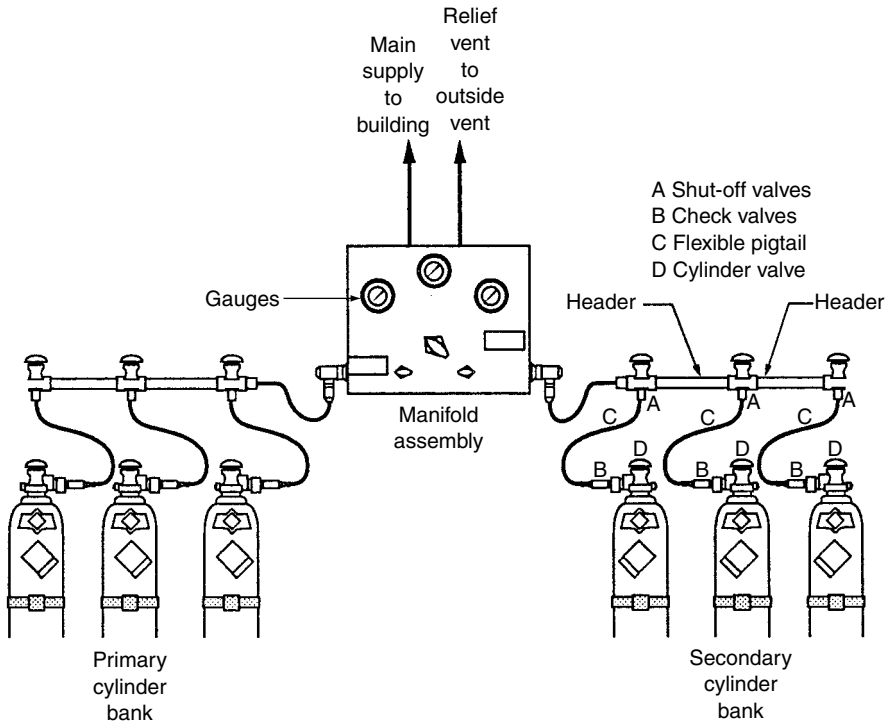 Main
supply
to
building
Relief
vent
to
outside
vent
A Shut-off valves
B Check valves
C Flexible pigtail
D Cylinder valve
Gauges
Header
Header
Manifold
assembly
A
A
A
C
C
C
D
D
D
B
B
B
Primary
cylinder
bank
Secondary
cylinder
bank